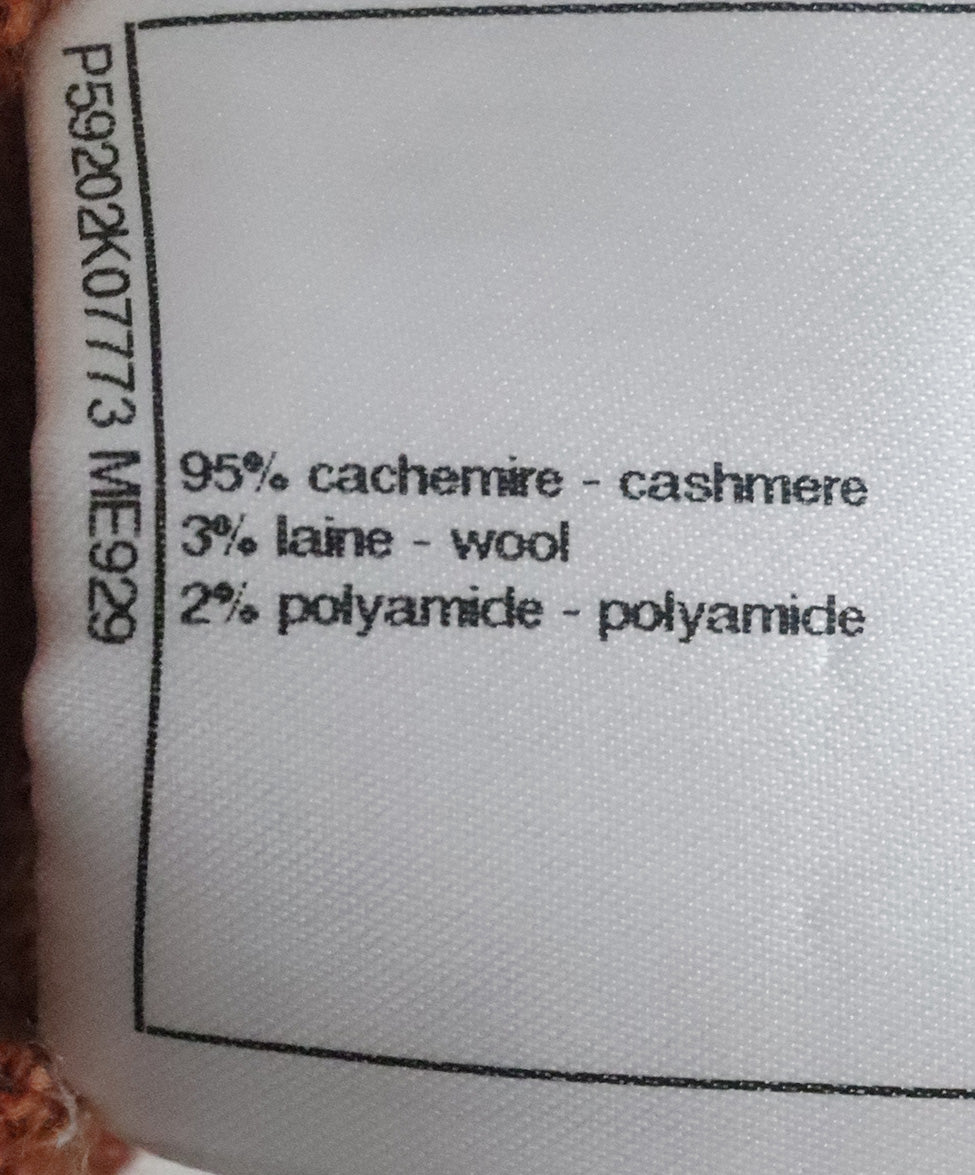 P59202K07773 ME929
95% cachemire - cashmere
3% laine - wool
2% polyamide - polyamide